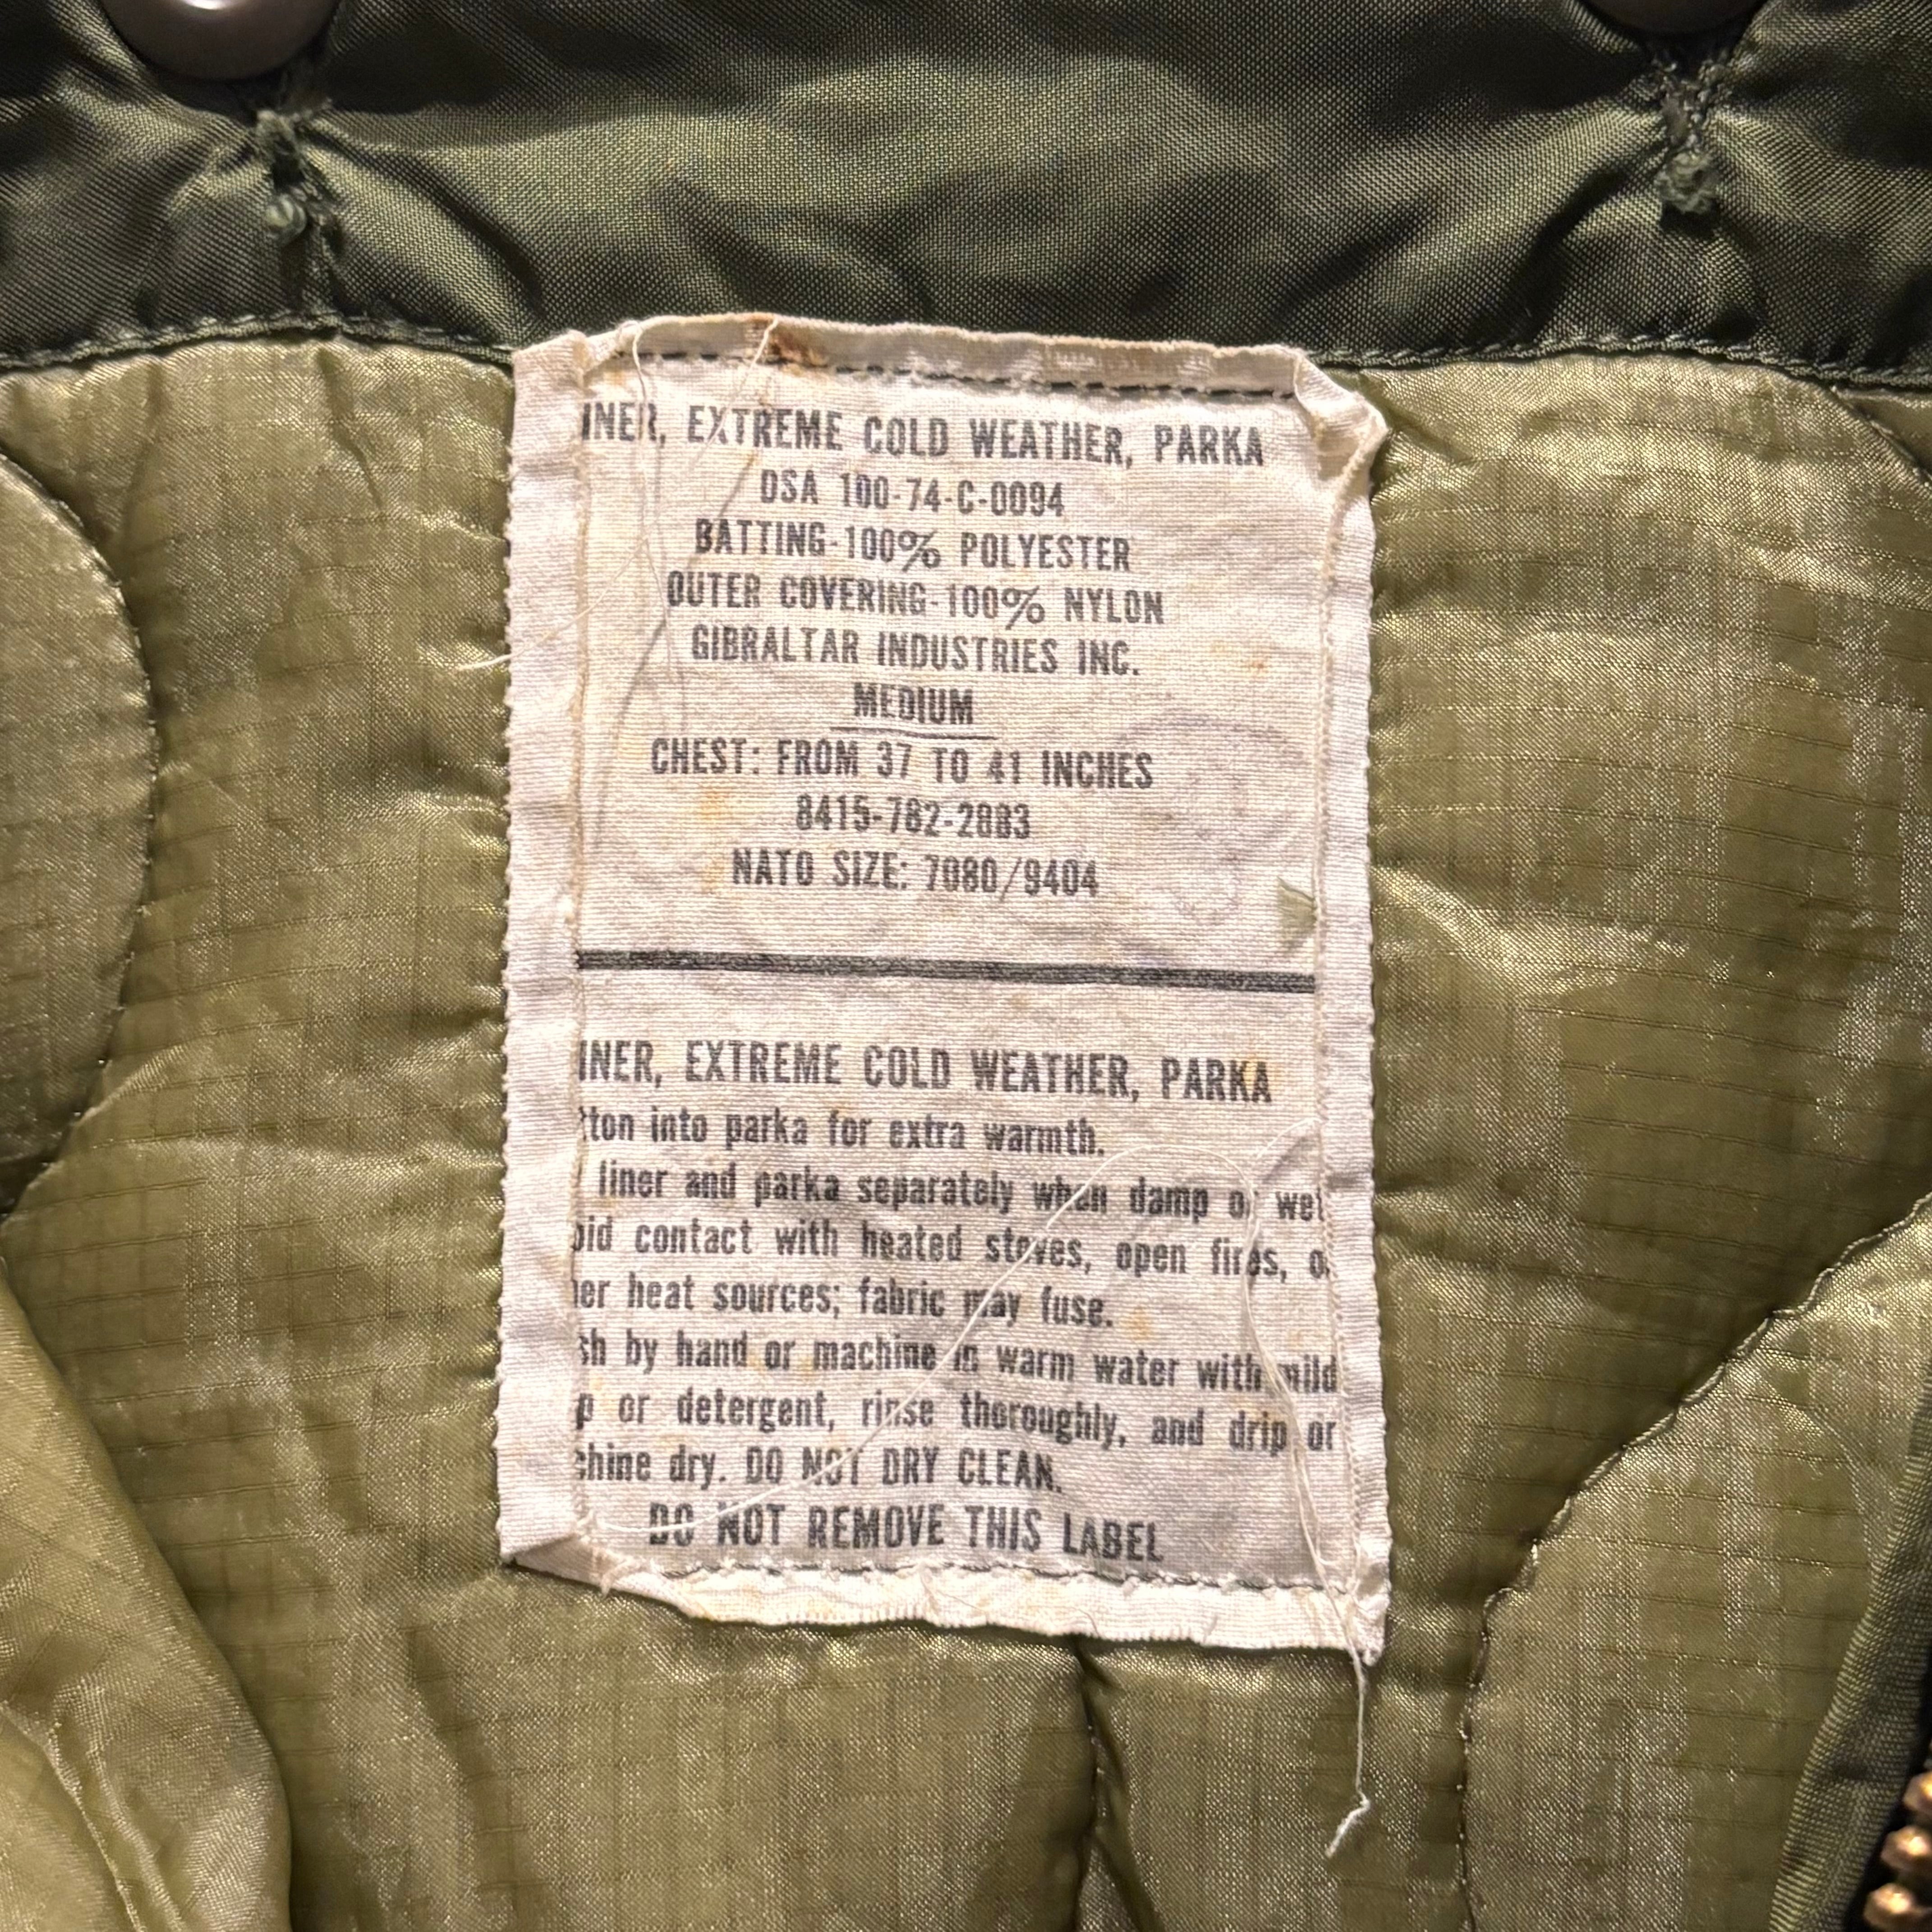 INER, EXTREME COLD WEATHER, PARKA
DSA 100-74-C-0094
BATTING-100% POLYESTER
OUTER COVERING-100% NYLON
GIBRALTAR INDUSTRIES INC.
MEDIUM
CHEST: FROM 37 TO 41 INCHES
8415-782-2883
NATO SIZE: 7080/9404
INER, EXTREME COLD WEATHER, PARKA
tton into parka for extra warmth.
liner and parka separately when damp or wet
oid contact with heated stoves, open fires, o
er heat sources; fabric may fuse.
sh by hand or machine in warm water with mild
p or detergent, rinse thoroughly, and drip or
chine dry. DO NOT DRY CLEAN.
DO NOT REMOVE THIS LABEL